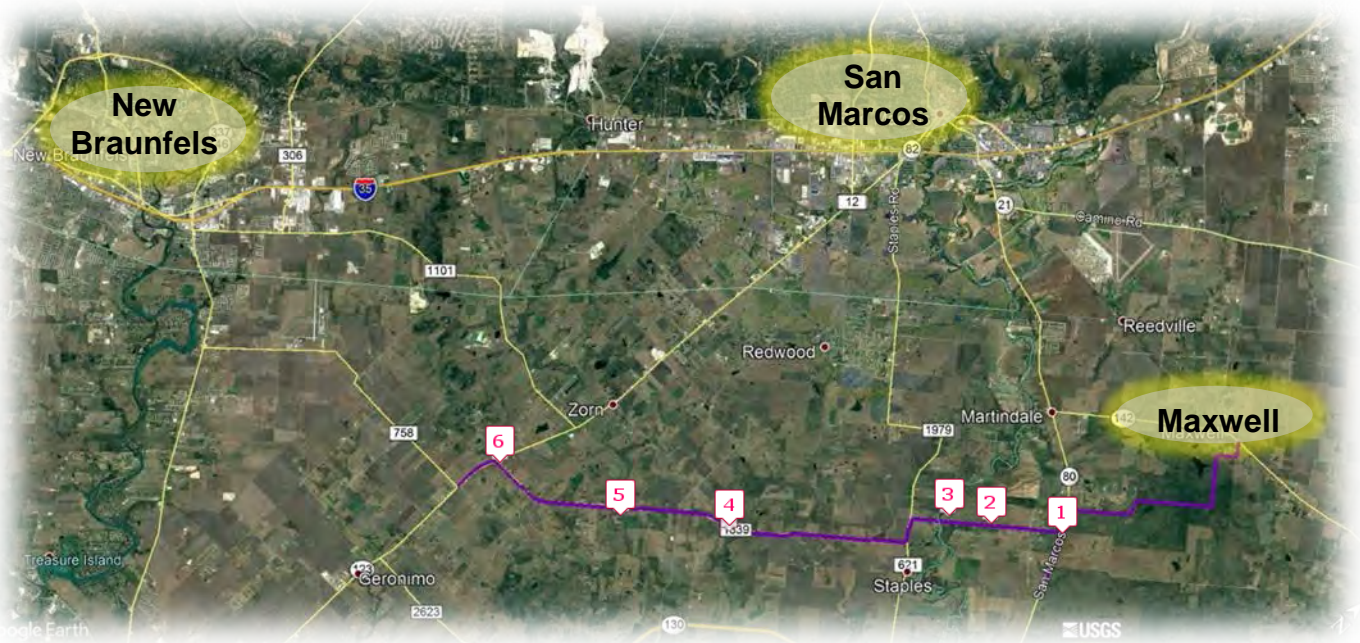 New
Braunfels
New Braunfels
306
35
Hunter
San
Marcos
82
12
Staples Rd
21
Camino Rd
1101
Redwood
Reedville
Zorn
758
Martindale
142
Maxwell
Maxwell
1979
80
6
5
4
3
2
1
1339
621
Staples
San Marcos
Treasure Island
123
Geronimo
2623
130
oogle Earth
USGS